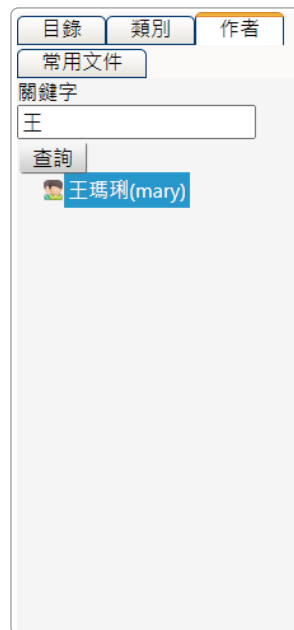 目錄 類別 作者
常用文件
關鍵字
王
查詢
王瑪琍(mary)